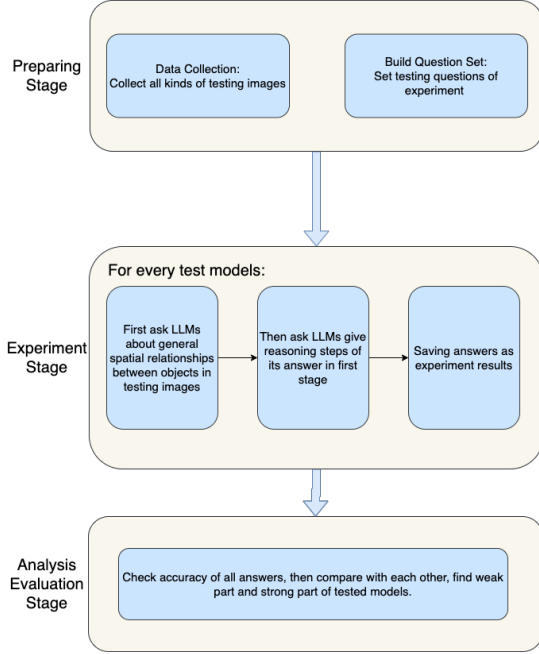 Preparing
Stage
Data Collection:
Collect all kinds of testing images
Build Question Set:
Set testing questions of
experiment
Experiment
Stage
For every test models:
First ask LLMs
about general
spatial relationships
between objects in
testing images
Then ask LLMs give
reasoning steps of
its answer in first
stage
Saving answers as
experiment results
Analysis
Evaluation
Stage
Check accuracy of all answers, then compare with each other, find weak
part and strong part of tested models.